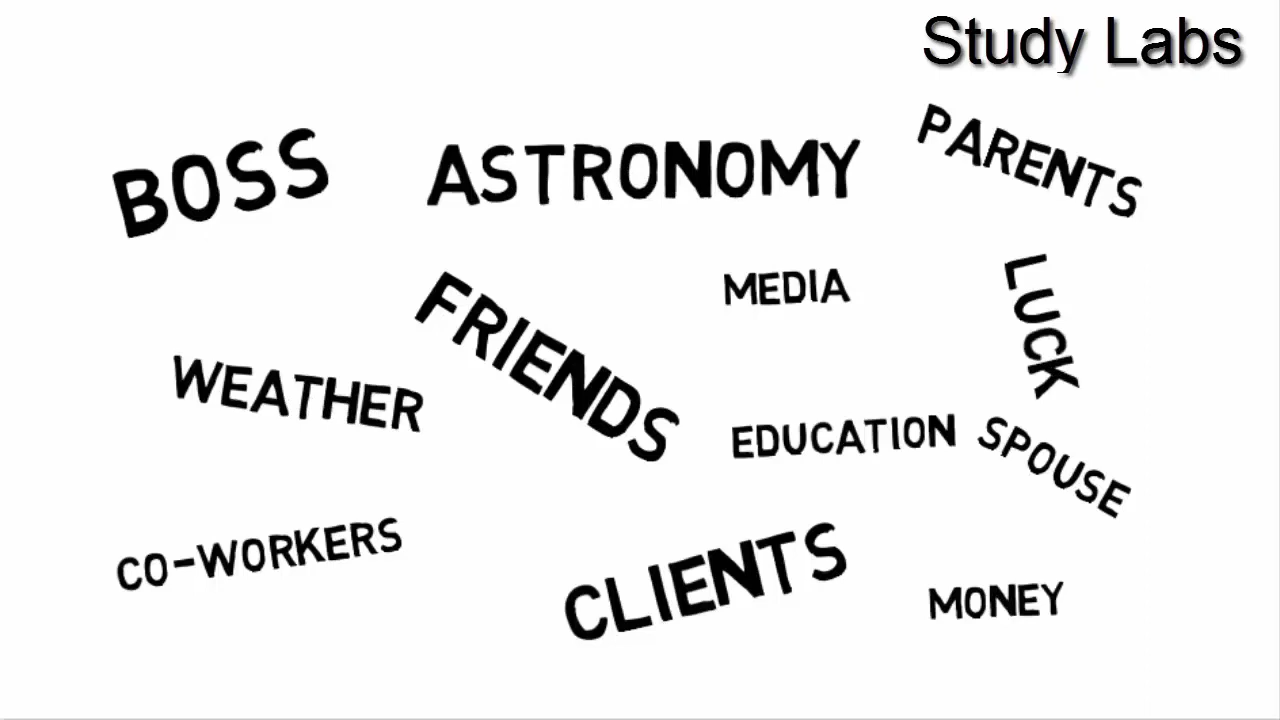 Study Labs
BOSS
ASTRONOMY
PARENTS
MEDIA
LUCK
FRIENDS
WEATHER
EDUCATION
SPOUSE
CO-WORKERS
CLIENTS
MONEY